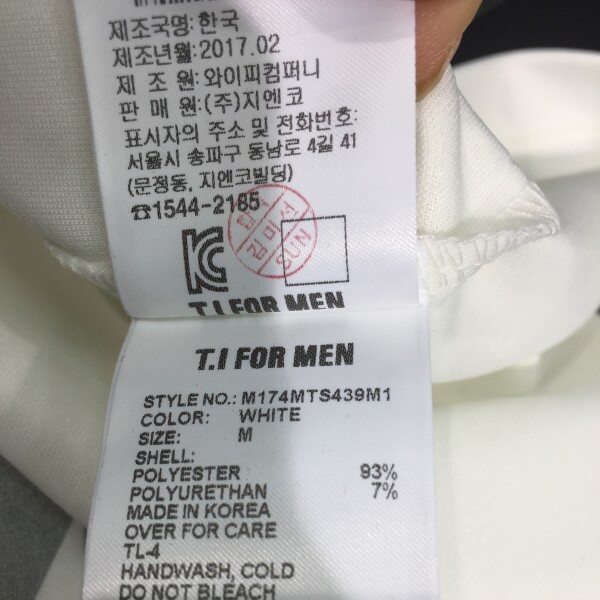 제조국명: 한국
제조년월: 2017.02
제 조 원: 와이피컴퍼니
판 매 원: (주)지엔코
표시자의 주소 및 전화번호:
서울시 송파구 동남로 4길 41
(문정동, 지엔코빌딩)
☎1544-2185
SUN
T.I FOR MEN
T.I FOR MEN
STYLE NO.: M174MTS439M1
COLOR: WHITE
SIZE: M
SHELL:
POLYESTER 93%
POLYURETHAN 7%
MADE IN KOREA
OVER FOR CARE
TL-4
HANDWASH, COLD
DO NOT BLEACH